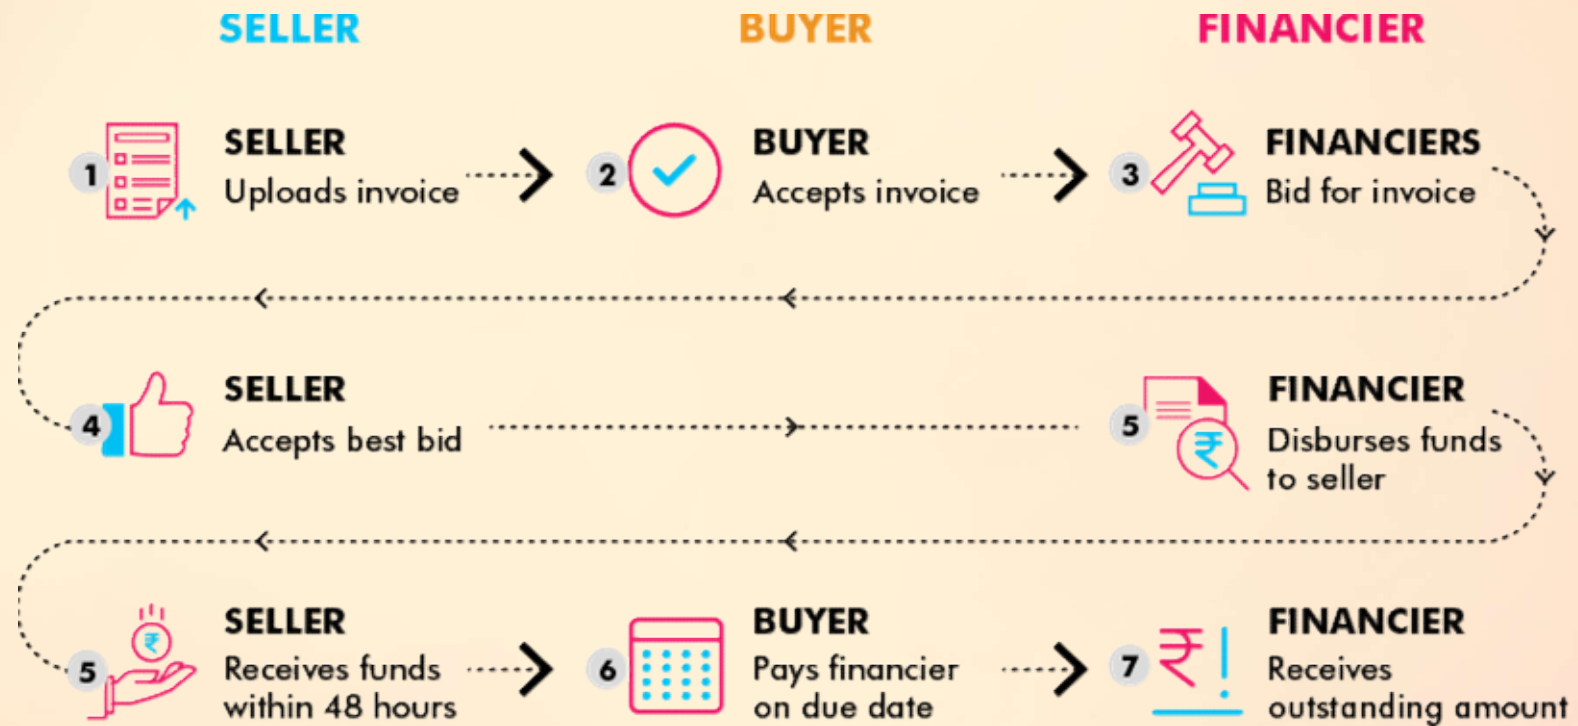 SELLER BUYER FINANCIER
1 SELLER
Uploads invoice
2 BUYER
Accepts invoice
3 FINANCIERS
Bid for invoice
4 SELLER
Accepts best bid
5 FINANCIER
₹ Disburses funds
to seller
5 SELLER
₹ Receives funds
within 48 hours
6 BUYER
Pays financier
on due date
7 ₹ FINANCIER
Receives
outstanding amount